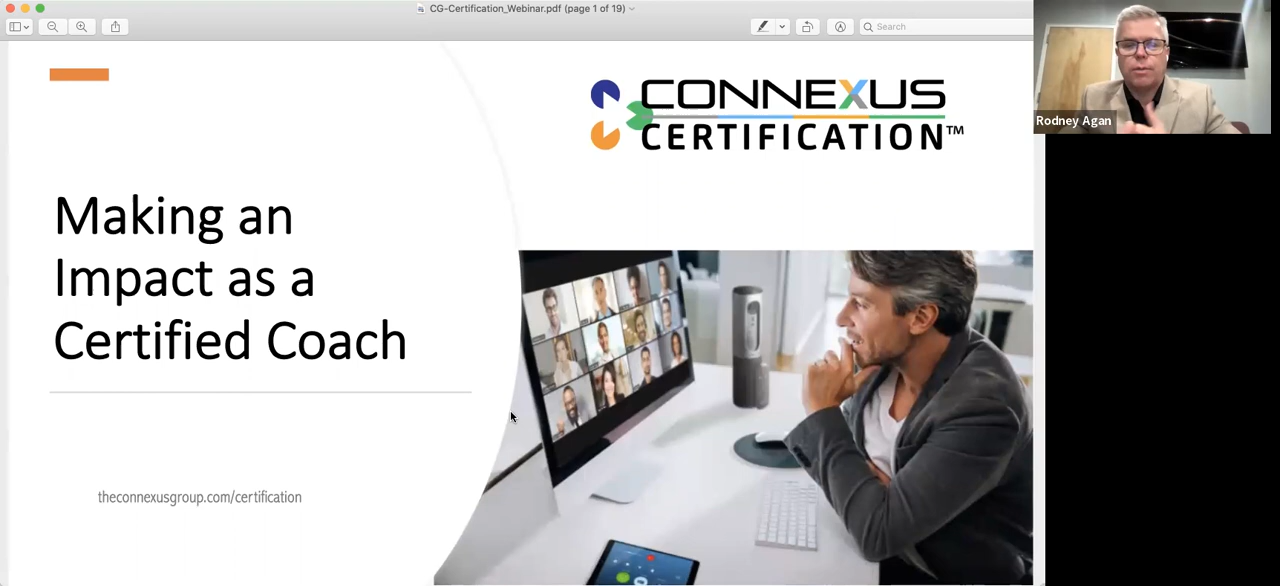 CG-Certification_Webinar.pdf (page 1 of 19)
Search
CONNEXUS
CERTIFICATION™
Rodney Agan
Making an
Impact as a
Certified Coach
theconnexusgroup.com/certification